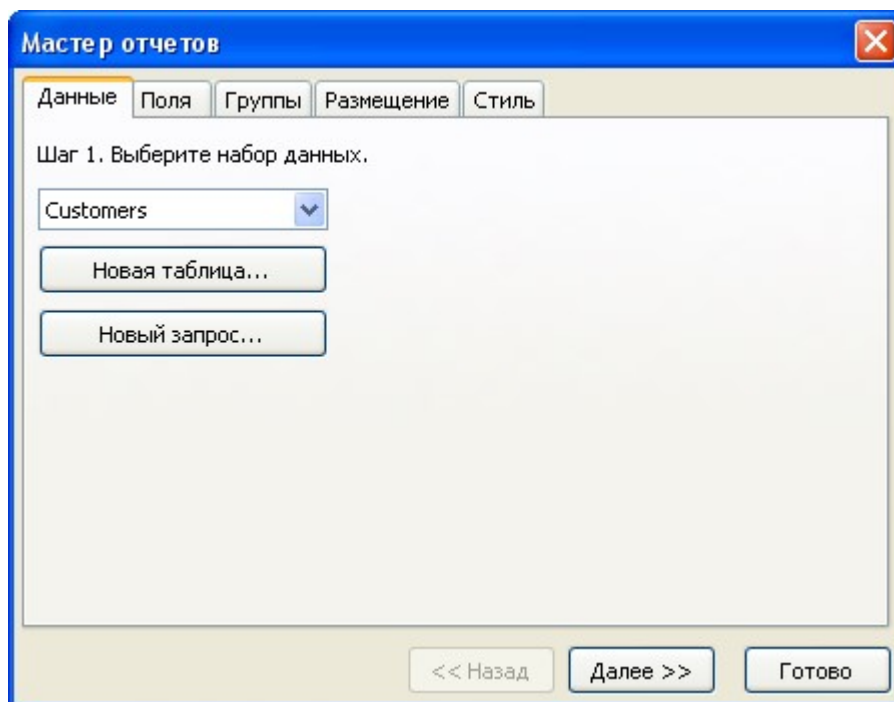 Мастер отчетов
Данные Поля Группы Размещение Стиль
Шаг 1. Выберите набор данных.
Customers
Новая таблица...
Новый запрос...
<< Назад Далее >> Готово